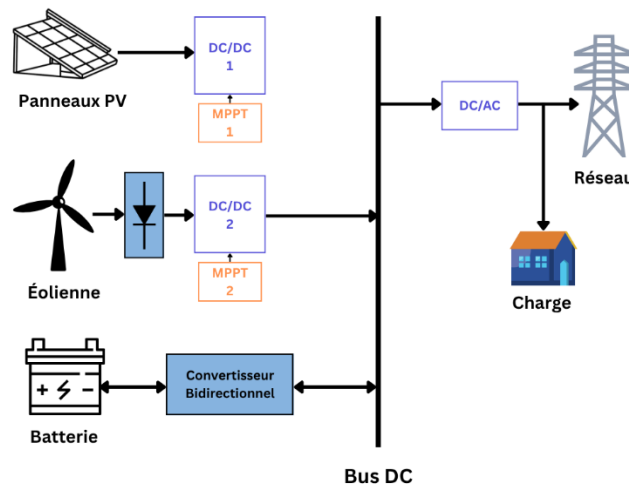 DC/DC
1
Panneaux PV
MPPT
1
DC/AC
Réseau
DC/DC
2
Éolienne
MPPT
2
Charge
Convertisseur
Bidirectionnel
+ -
Batterie
Bus DC